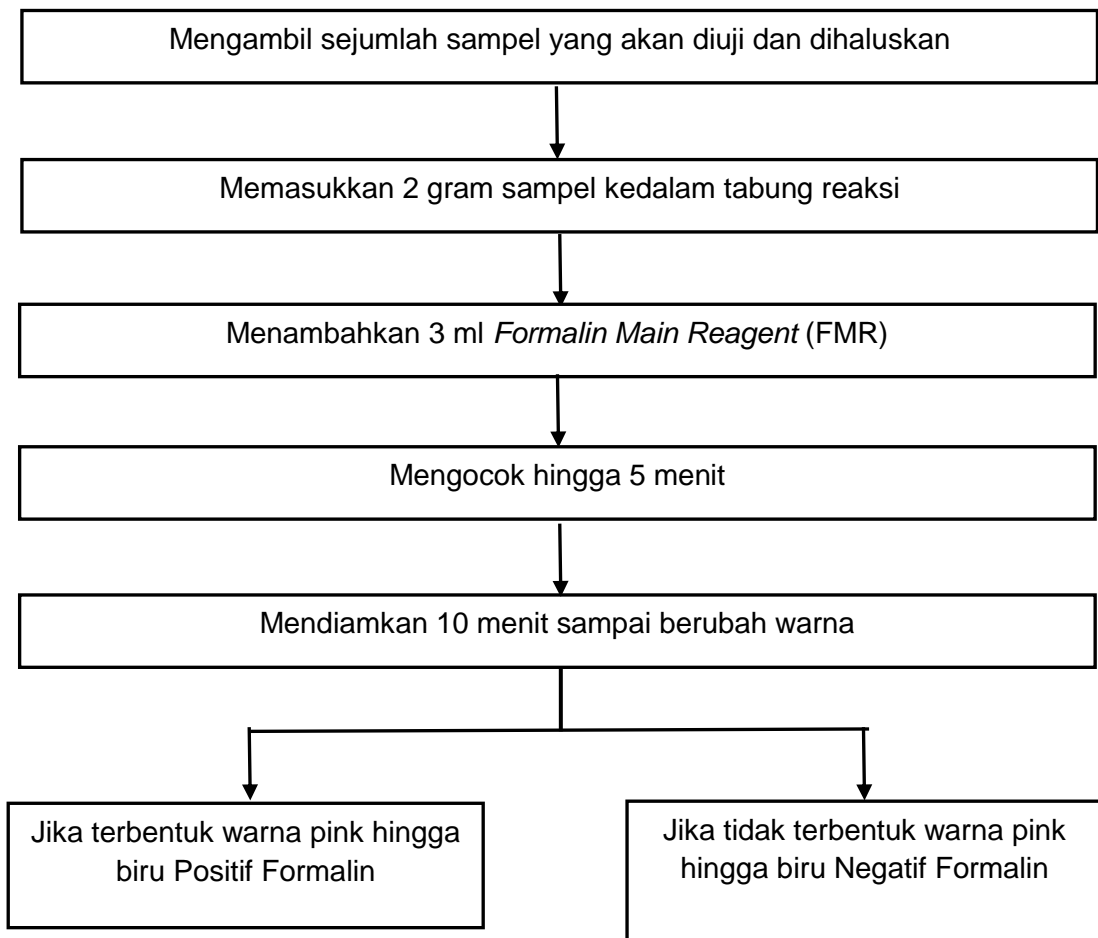 Mengambil sejumlah sampel yang akan diuji dan dihaluskan
Memasukkan 2 gram sampel kedalam tabung reaksi
Menambahkan 3 ml Formalin Main Reagent (FMR)
Mengocok hingga 5 menit
Mendiamkan 10 menit sampai berubah warna
Jika terbentuk warna pink hingga
biru Positif Formalin
Jika tidak terbentuk warna pink
hingga biru Negatif Formalin